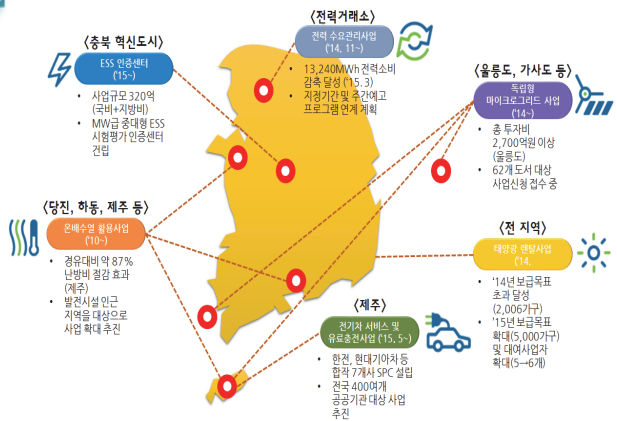 〈전력거래소〉
전력 수요관리사업
('14, 11~)
• 13,240MWh 전력소비
감축 달성 ('15. 3)
• 지정기간 및 주간예고
프로그램 연계 계획
〈충북 혁신도시〉
ESS 인증센터
('15~)
• 사업규모 320억
(국비+지방비)
• MW급 중대형 ESS
시험평가 인증센터
건립
〈울릉도, 가사도 등〉
독립형
마이크로그리드 사업
('14~)
• 총 투자비
2,700억원 이상
(울릉도)
• 62개 도서 대상
사업신청 접수 중
〈당진, 하동, 제주 등〉
온배수열 활용사업
('10~)
• 경유대비 약 87%
난방비 절감 효과
(제주)
• 발전시설 인근
지역을 대상으로
사업 확대 추진
〈전 지역〉
태양광 렌탈사업
('14,
• '14년 보급목표
초과 달성
(2,006가구)
• '15년 보급목표
확대(5,000가구)
및 대여사업자
확대(5→6개)
〈제주〉
전기차 서비스 및
유료충전사업 ('15, 5~)
• 한전, 현대기아차 등
합작 7개사 SPC 설립
• 전국 400여개
공공기관 대상 사업
추진